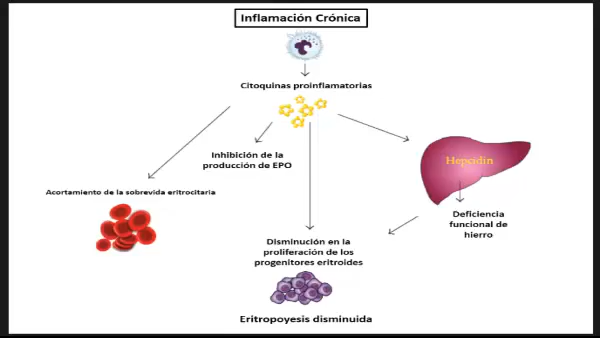 Inflamación Crónica
Citoquinas proinflamatorias
Inhibición de la
producción de EPO
Hepcidin
Acortamiento de la sobrevida eritrocitaria
Deficiencia
funcional de
hierro
Disminución en la
proliferación de los
progenitores eritroides
Eritropoyesis disminuida